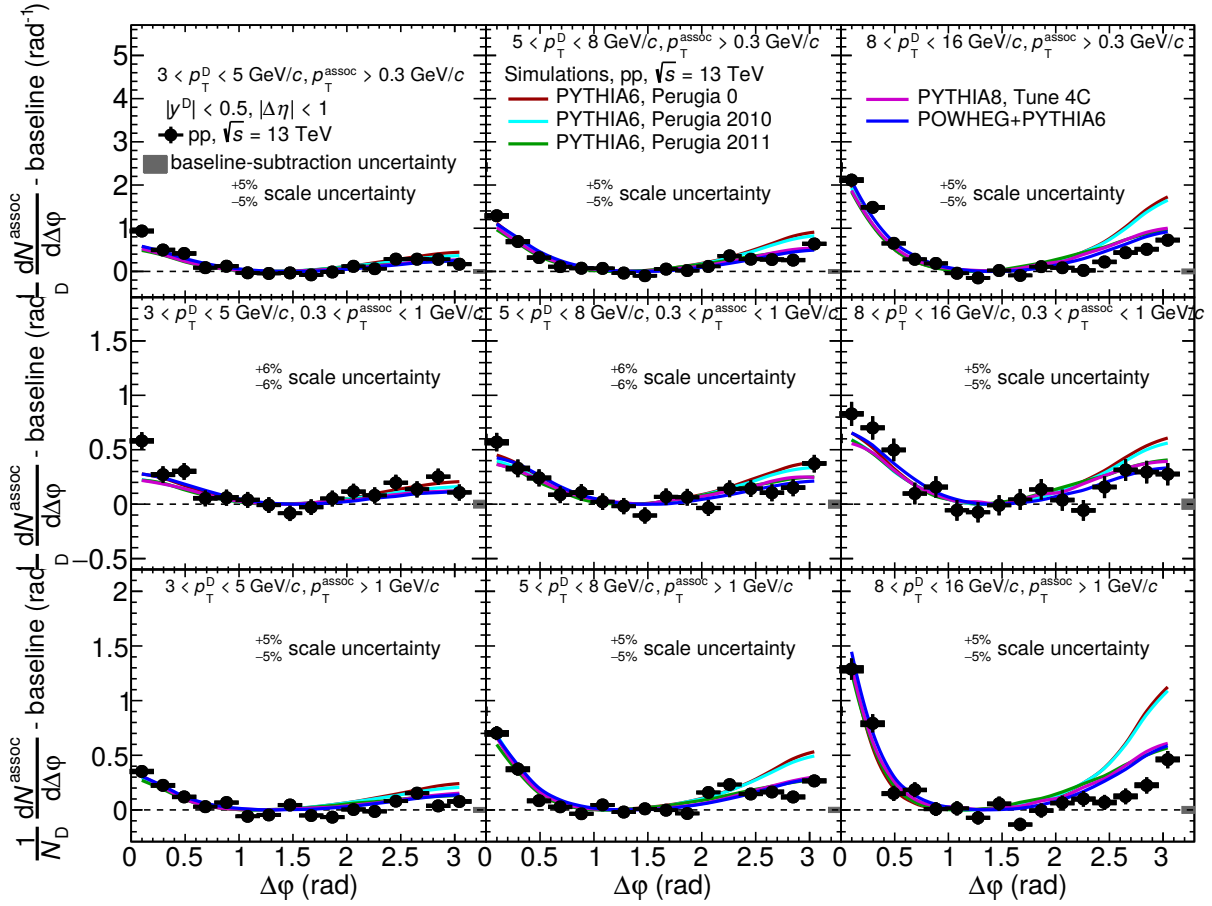 3 < p_T^D < 5 GeV/c, p_T^assoc > 0.3 GeV/c
|y^D| < 0.5, |Δη| < 1
pp, √s = 13 TeV
baseline-subtraction uncertainty
+5% −5% scale uncertainty
5 < p_T^D < 8 GeV/c, p_T^assoc > 0.3 GeV/c
Simulations, pp, √s = 13 TeV
PYTHIA6, Perugia 0
PYTHIA6, Perugia 2010
PYTHIA6, Perugia 2011
+5% −5% scale uncertainty
8 < p_T^D < 16 GeV/c, p_T^assoc > 0.3 GeV/c
PYTHIA8, Tune 4C
POWHEG+PYTHIA6
+5% −5% scale uncertainty
5
4
3
2
1
0
D dN^assoc/dΔφ - baseline (rad⁻¹)
3 < p_T^D < 5 GeV/c, 0.3 < p_T^assoc < 1 GeV/c
+6% −6% scale uncertainty
5 < p_T^D < 8 GeV/c, 0.3 < p_T^assoc < 1 GeV/c
+6% −6% scale uncertainty
8 < p_T^D < 16 GeV/c, 0.3 < p_T^assoc < 1 GeV/c
+5% −5% scale uncertainty
1.5
1
0.5
0
−0.5
D dN^assoc/dΔφ - baseline (rad
3 < p_T^D < 5 GeV/c, p_T^assoc > 1 GeV/c
+5% −5% scale uncertainty
5 < p_T^D < 8 GeV/c, p_T^assoc > 1 GeV/c
+5% −5% scale uncertainty
8 < p_T^D < 16 GeV/c, p_T^assoc > 1 GeV/c
+5% −5% scale uncertainty
2
1.5
1
0.5
0
1/N_D dN^assoc/dΔφ - baseline (rad
0 0.5 1 1.5 2 2.5 3
0 0.5 1 1.5 2 2.5 3
0 0.5 1 1.5 2 2.5 3
Δφ (rad)
Δφ (rad)
Δφ (rad)